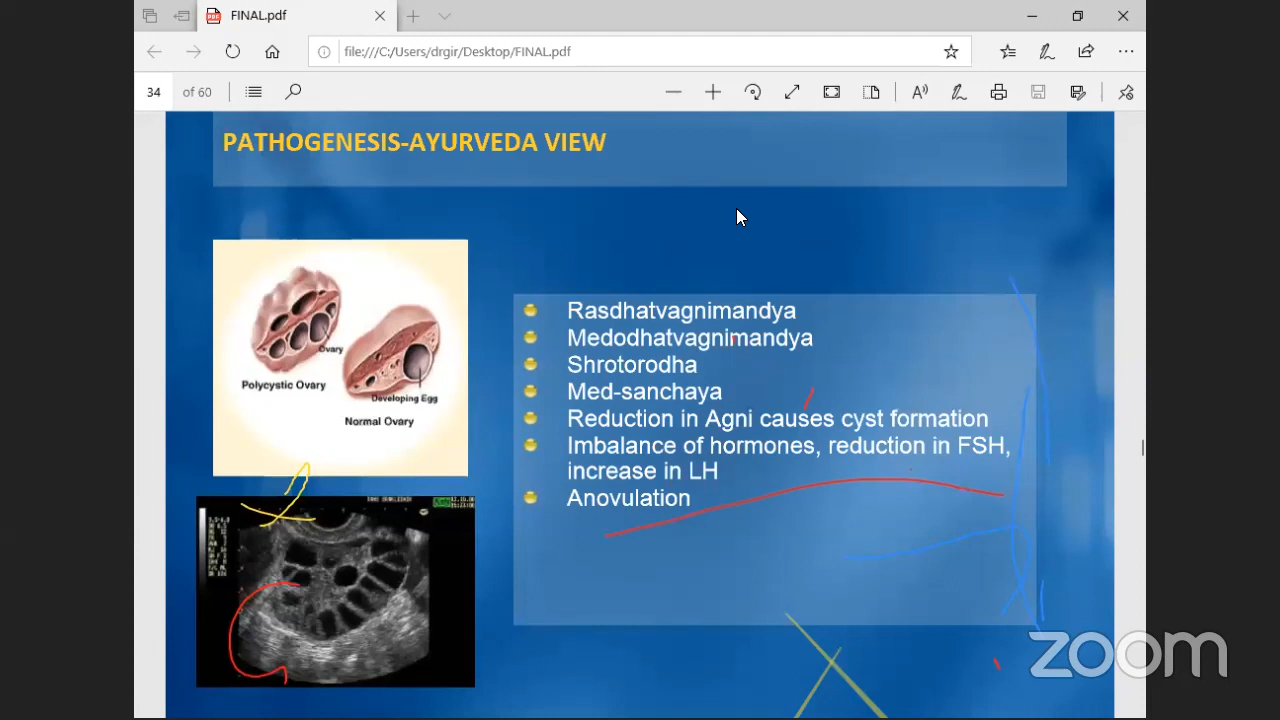 FINAL.pdf
file:///C:/Users/drgir/Desktop/FINAL.pdf
34 of 60
PATHOGENESIS-AYURVEDA VIEW
Ovary
Polycystic Ovary
Developing Egg
Normal Ovary
Rasdhatvagnimandya
Medodhatvagnimandya
Shrotorodha
Med-sanchaya
Reduction in Agni causes cyst formation
Imbalance of hormones, reduction in FSH,
increase in LH
Anovulation
zoom